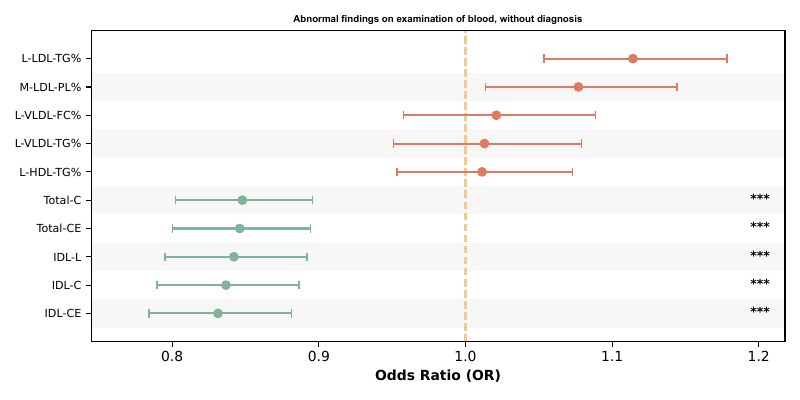 Abnormal findings on examination of blood, without diagnosis
L-LDL-TG%
M-LDL-PL%
L-VLDL-FC%
L-VLDL-TG%
L-HDL-TG%
Total-C ***
Total-CE ***
IDL-L ***
IDL-C ***
IDL-CE ***
0.8 0.9 1.0 1.1 1.2
Odds Ratio (OR)